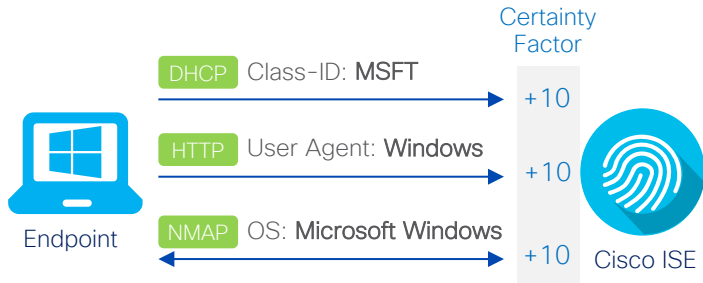 Certainty
Factor
DHCP Class-ID: MSFT
+10
HTTP User Agent: Windows
+10
NMAP OS: Microsoft Windows
+10
Endpoint
Cisco ISE